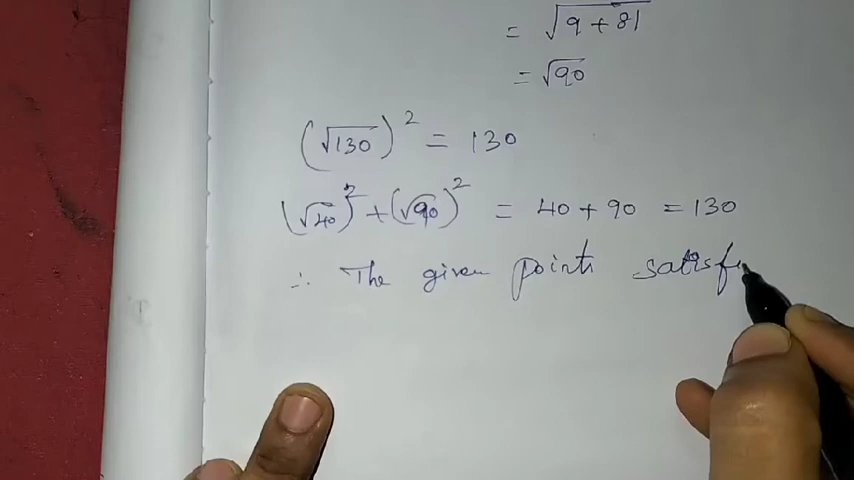 = √9 + 81
= √90
(√130)² = 130
(√40)² + (√90)² = 40 + 90 = 130
∴ The given points satisf